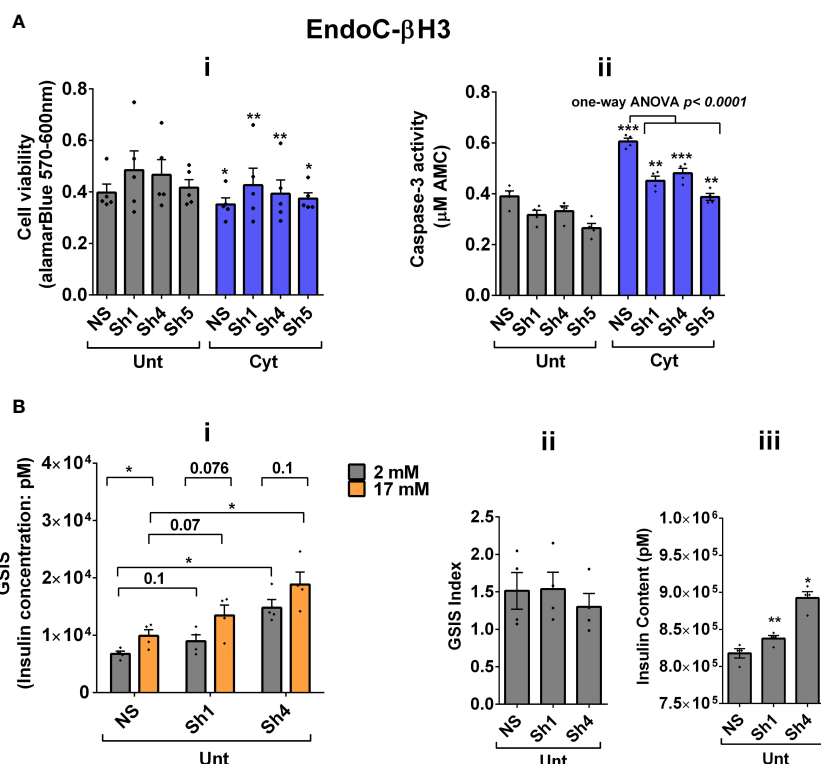 A
EndoC-βH3
i
Cell viability
(alamarBlue 570-600nm)
0.8
0.6
0.4
0.2
0.0
* ** ** *
NS Sh1 Sh4 Sh5 NS Sh1 Sh4 Sh5
Unt Cyt
ii
Caspase-3 activity
(μM AMC)
0.8
0.6
0.4
0.2
0.0
one-way ANOVA p< 0.0001
*** ** *** **
NS Sh1 Sh4 Sh5 NS Sh1 Sh4 Sh5
Unt Cyt
B
i
GSIS
(Insulin concentration: pM)
4×10⁴
3×10⁴
2×10⁴
1×10⁴
0
* 0.076 0.1
*
0.07
*
0.1
2 mM
17 mM
NS Sh1 Sh4
Unt
ii
GSIS Index
2.5
2.0
1.5
1.0
0.5
0.0
NS Sh1 Sh4
Unt
iii
Insulin Content (pM)
1.0×10⁶
9.0×10⁵
8.5×10⁵
8.0×10⁵
7.5×10⁵
** *
NS Sh1 Sh4
Unt